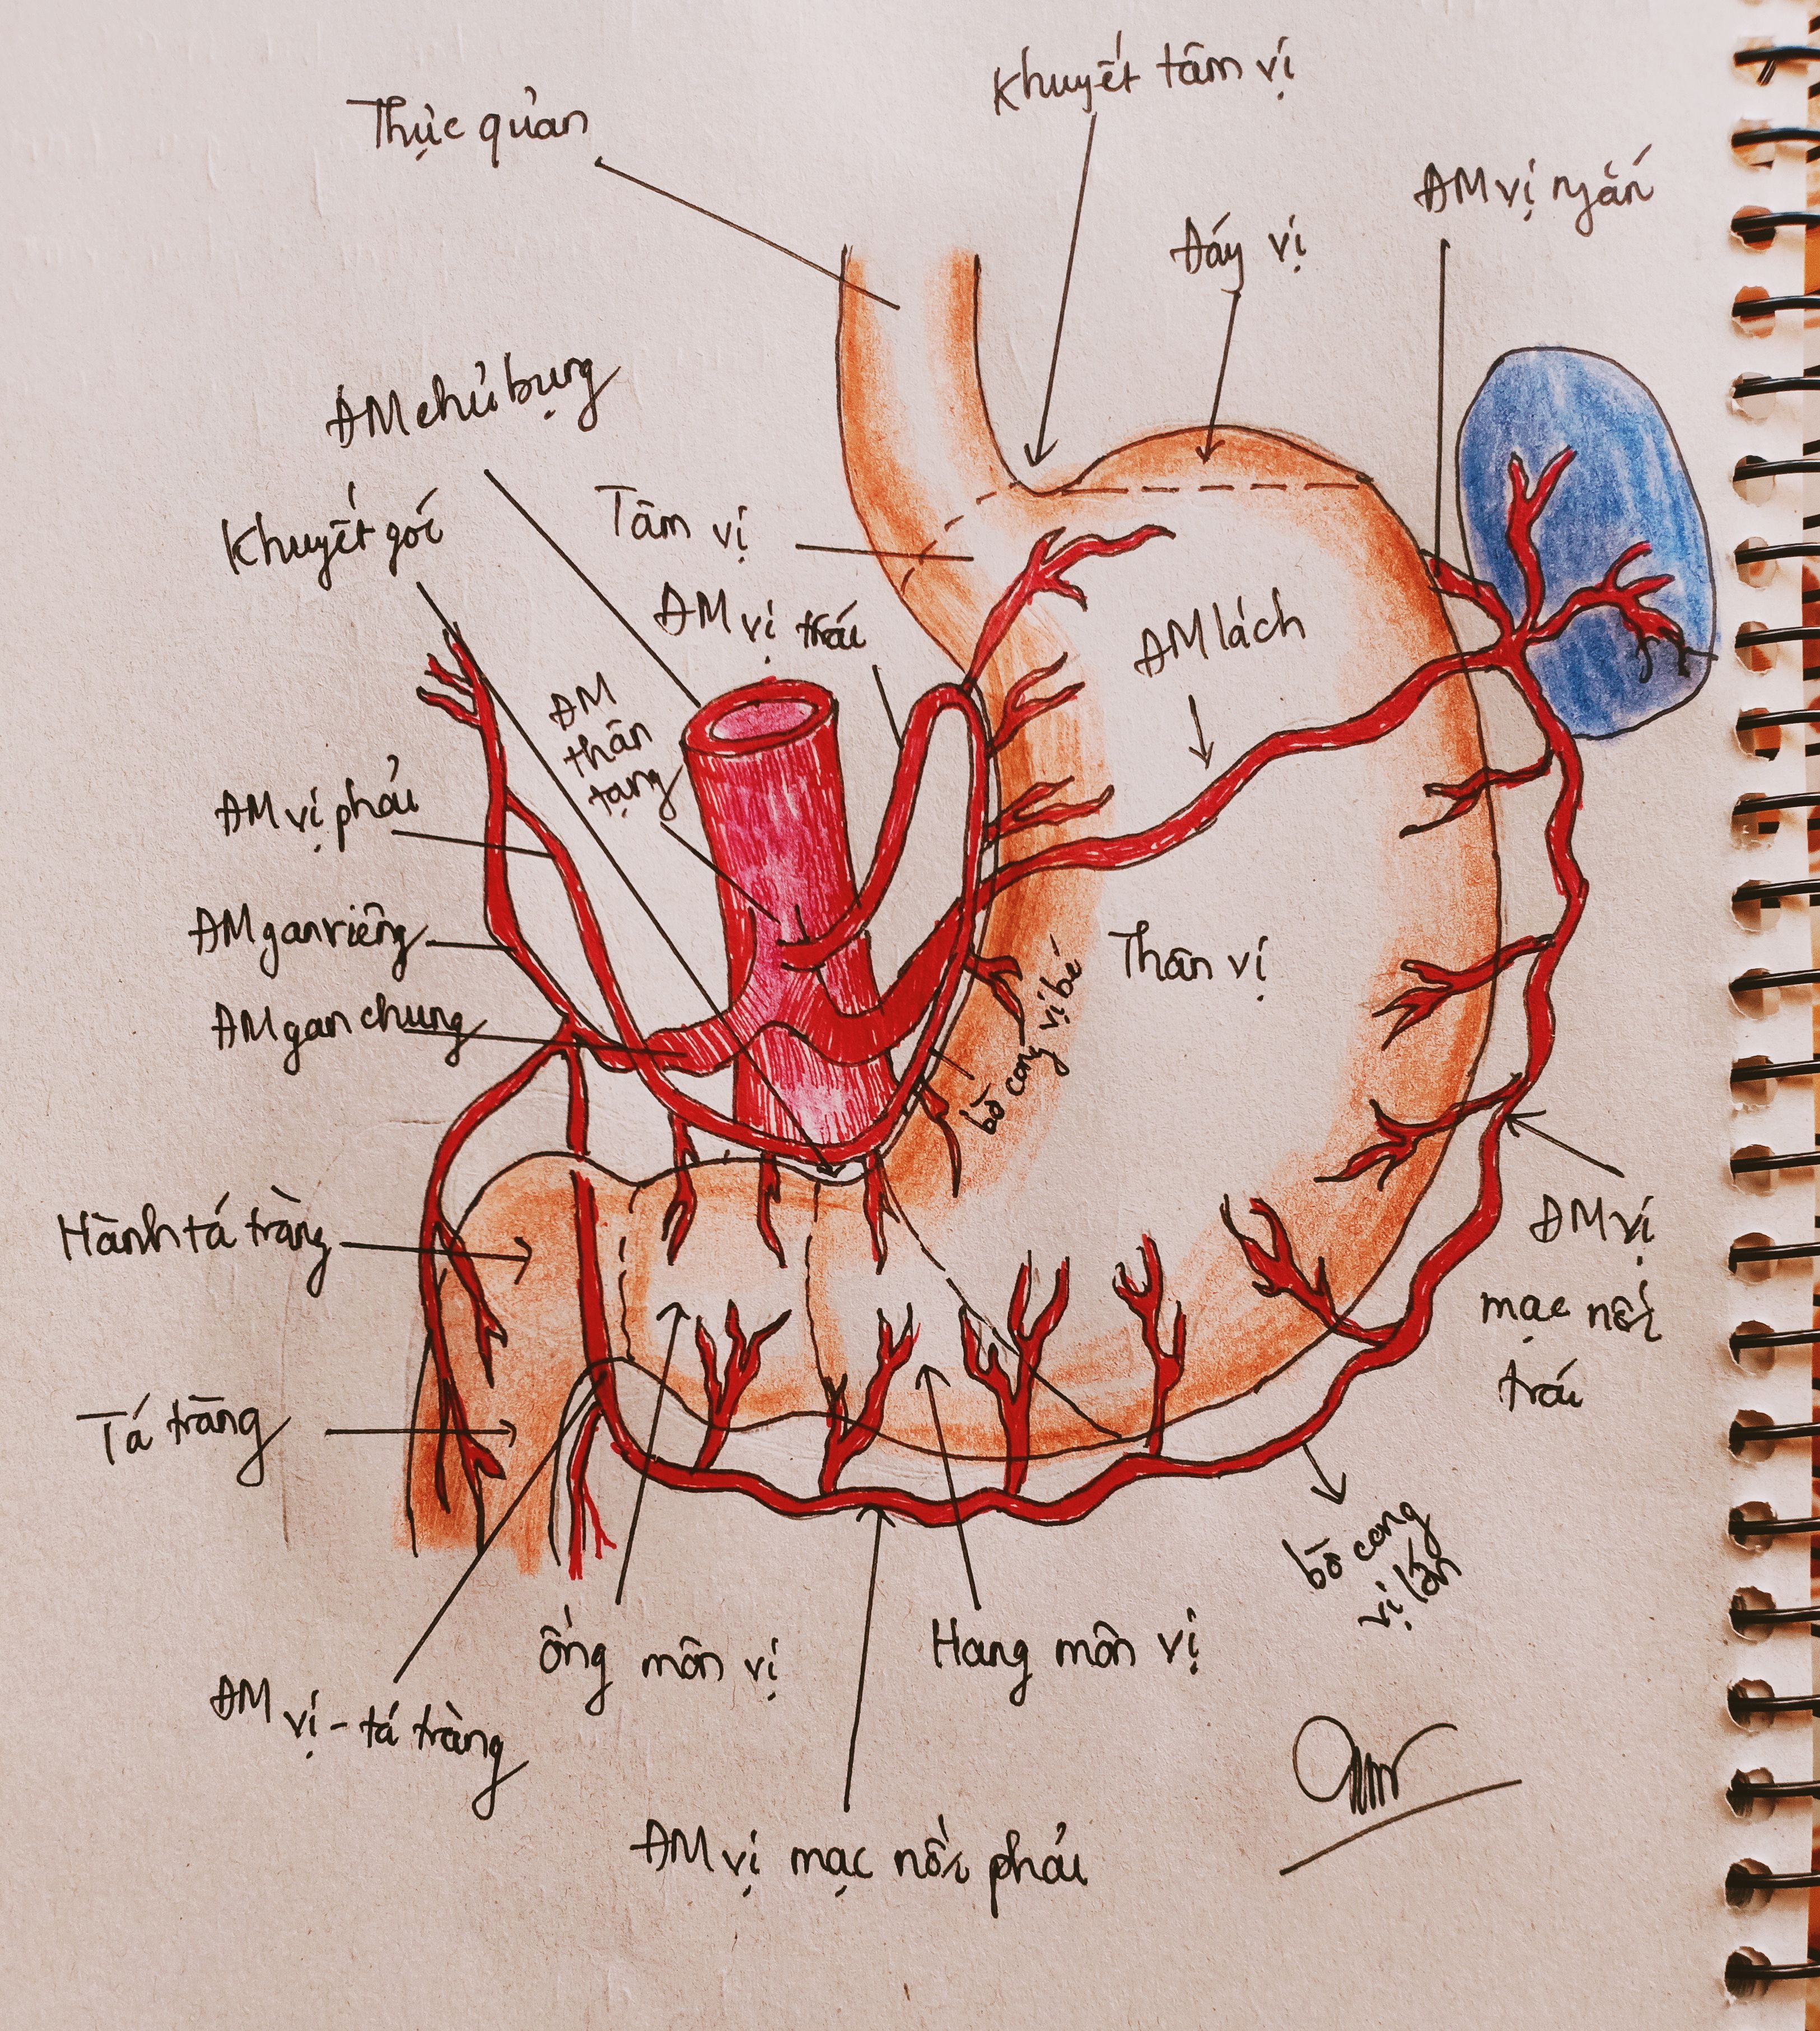 Khuyết tâm vị
Thực quản
ĐM vị ngắn
Đáy vị
ĐM chủ bụng
Khuyết góc
Tâm vị
ĐM vị trái
ĐM lách
ĐM
thân
tạng
ĐM vị phải
ĐM gan riêng
ĐM gan chung
Thân vị
bờ cong vị bé
Hành tá tràng
ĐM vị
mạc nối
trái
Tá tràng
bờ cong
vị lớn
ống môn vị
Hang môn vị
ĐM vị - tá tràng
ĐM vị mạc nối phải